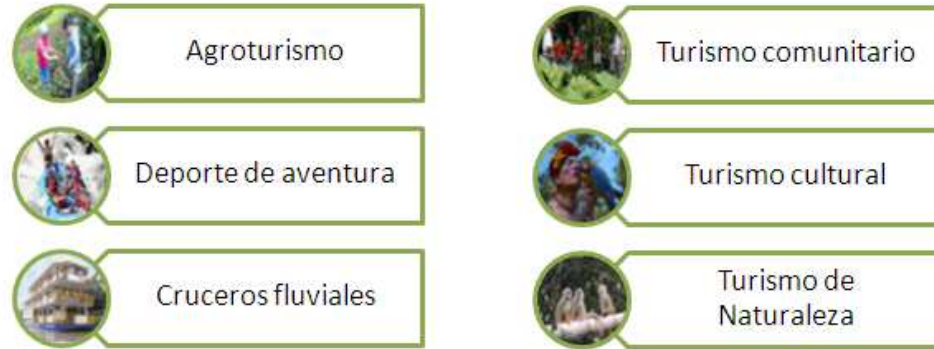 Agroturismo
Deporte de aventura
Cruceros fluviales
Turismo comunitario
Turismo cultural
Turismo de
Naturaleza